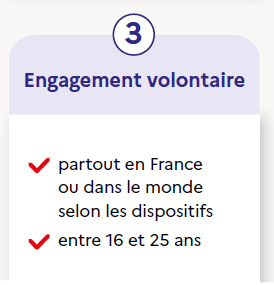 3
Engagement volontaire
partout en France
ou dans le monde
selon les dispositifs
entre 16 et 25 ans